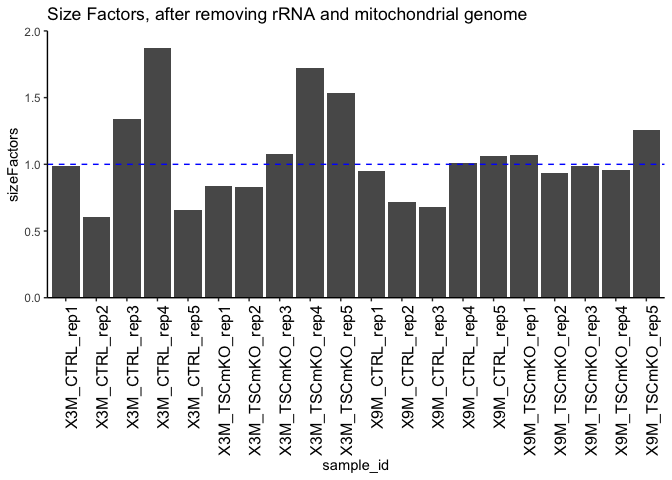 Size Factors, after removing rRNA and mitochondrial genome
sizeFactors
2.0
1.5
1.0
0.5
0.0
X3M_CTRL_rep1
X3M_CTRL_rep2
X3M_CTRL_rep3
X3M_CTRL_rep4
X3M_CTRL_rep5
X3M_TSCmKO_rep1
X3M_TSCmKO_rep2
X3M_TSCmKO_rep3
X3M_TSCmKO_rep4
X3M_TSCmKO_rep5
X9M_CTRL_rep1
X9M_CTRL_rep2
X9M_CTRL_rep3
X9M_CTRL_rep4
X9M_CTRL_rep5
X9M_TSCmKO_rep1
X9M_TSCmKO_rep2
X9M_TSCmKO_rep3
X9M_TSCmKO_rep4
X9M_TSCmKO_rep5
sample_id